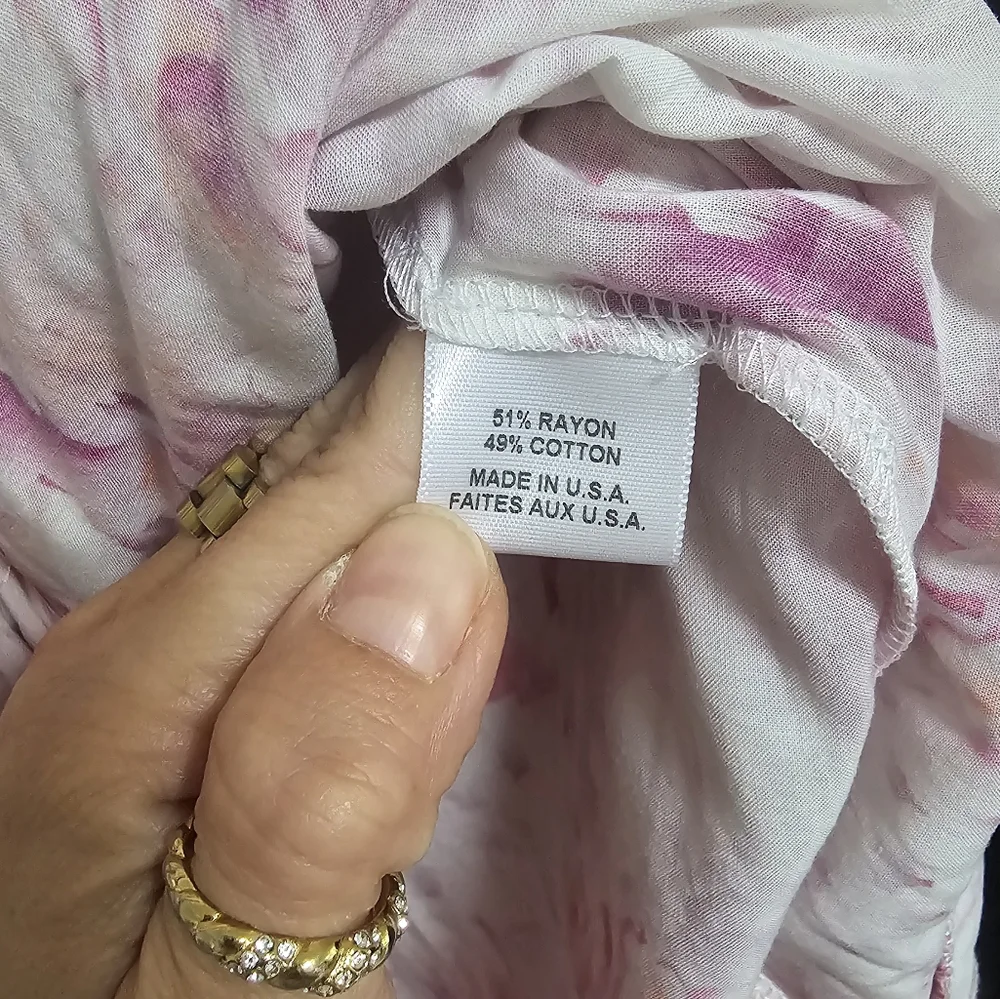 51% RAYON
49% COTTON
MADE IN U.S.A.
FAITES AUX U.S.A.